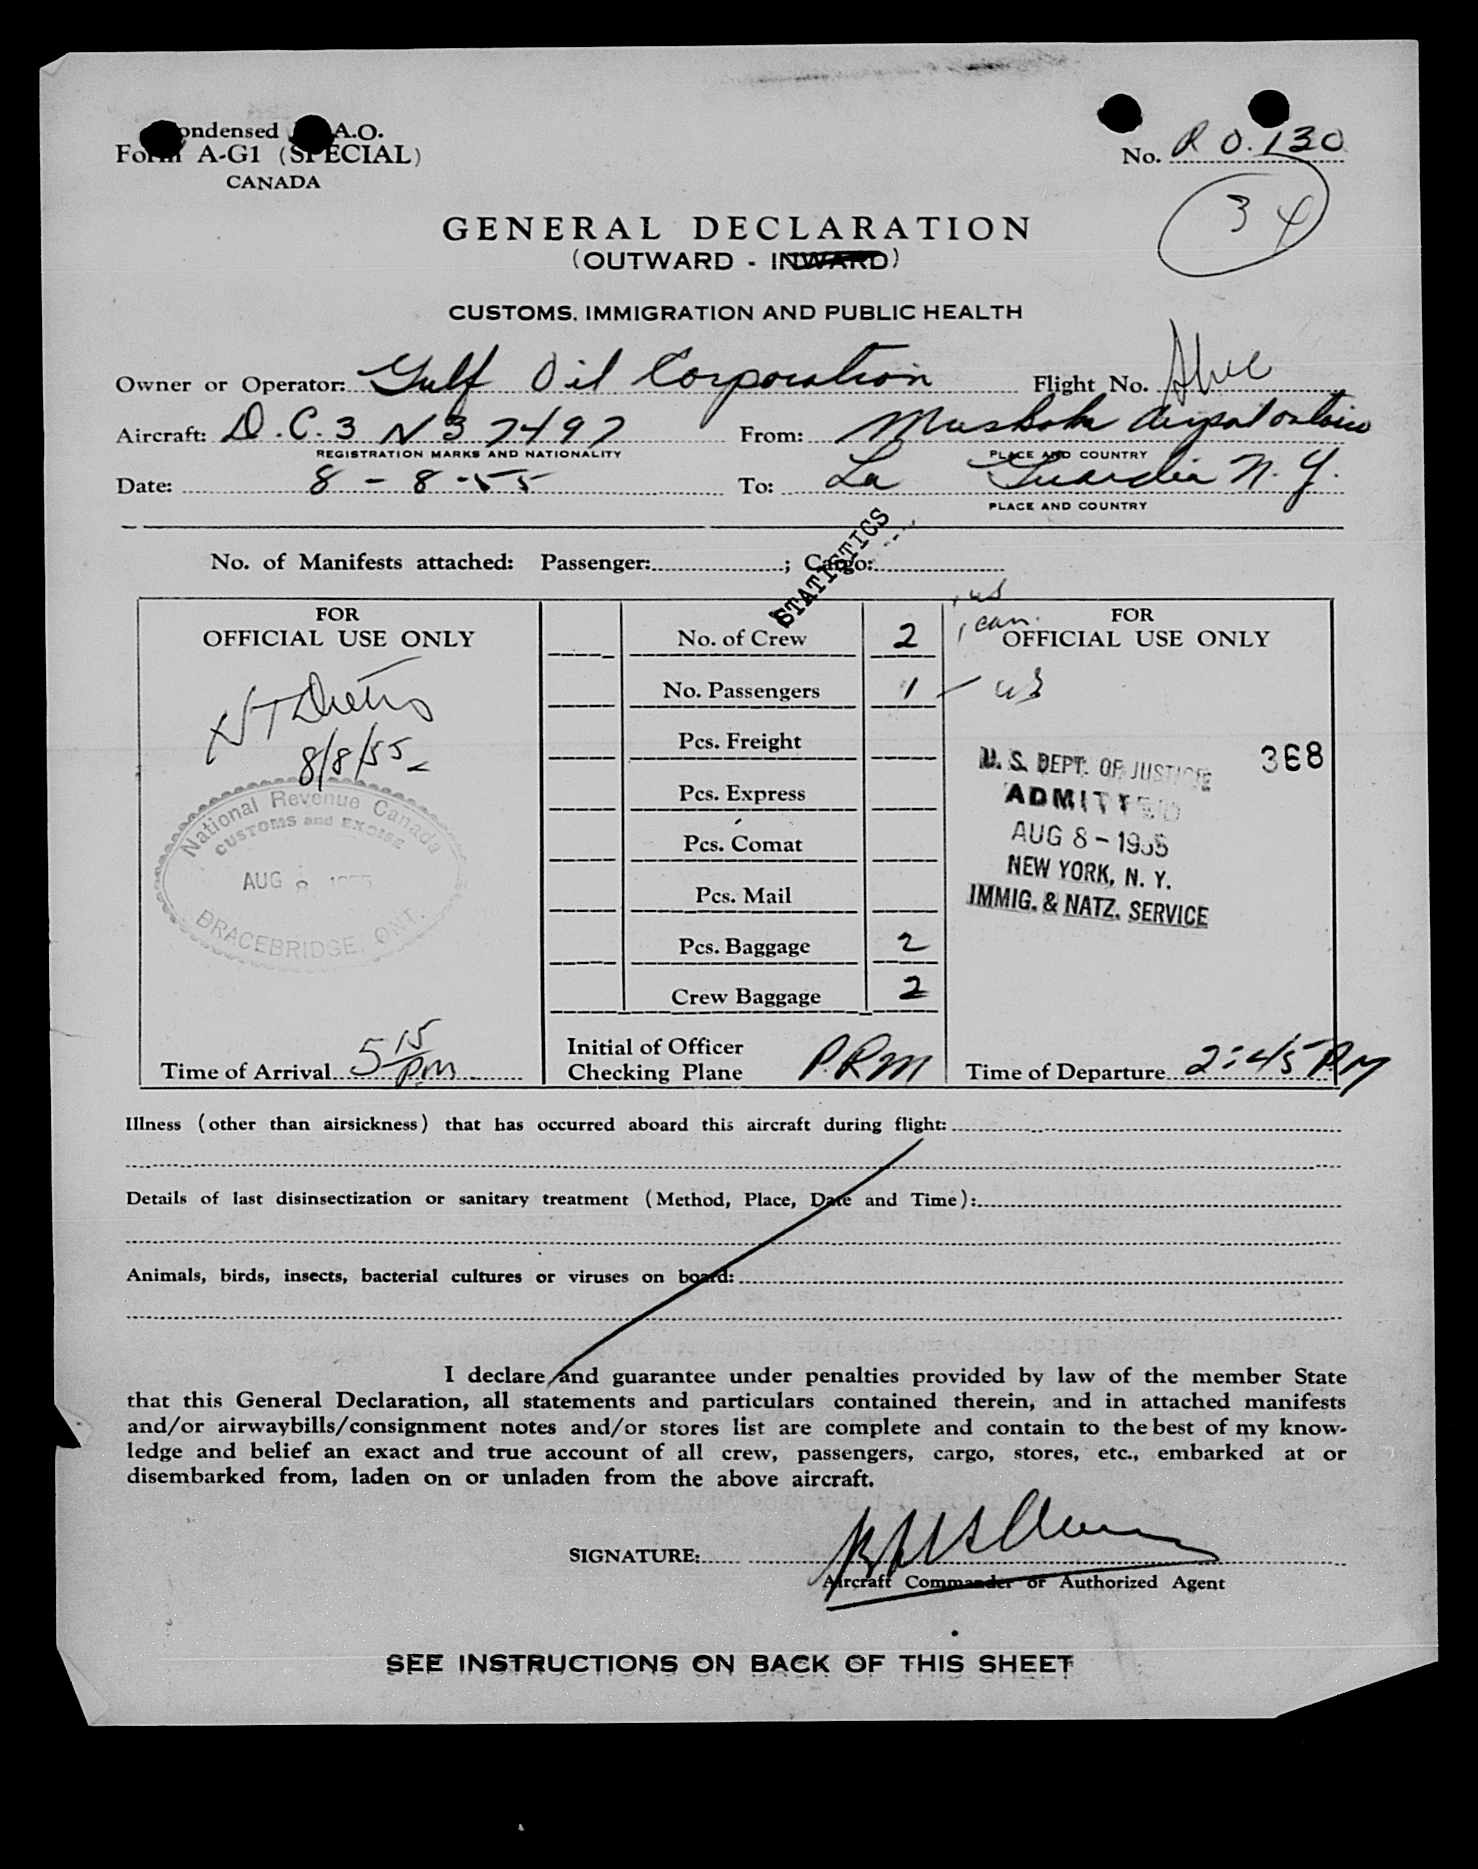 Condensed I.C.A.O.
Form A-G1 (SPECIAL)
CANADA
No. R O. 130
34
GENERAL DECLARATION
(OUTWARD - INWARD)
CUSTOMS, IMMIGRATION AND PUBLIC HEALTH
Owner or Operator: Gulf Oil Corporation Flight No.
Aircraft: D.C.3 N37497 From: Muskoka Airport Ontario
REGISTRATION MARKS AND NATIONALITY PLACE AND COUNTRY
Date: 8-8-55 To: La Guardia N.Y.
PLACE AND COUNTRY
STATISTICS
No. of Manifests attached: Passenger: ; Cargo:
FOR
OFFICIAL USE ONLY
8/8/55
National Revenue Canada
CUSTOMS and EXCISE
AUG 8 1955
BRACEBRIDGE, ONT.
Time of Arrival 5 15 p.m.
No. of Crew 2
No. Passengers 1
Pcs. Freight
Pcs. Express
Pcs. Comat
Pcs. Mail
Pcs. Baggage 2
Crew Baggage 2
Initial of Officer
Checking Plane P.R.M
1 us
1 can.
FOR
OFFICIAL USE ONLY
- us
368
U. S. DEPT. OF JUSTICE
ADMITTED
AUG 8 - 1955
NEW YORK, N. Y.
IMMIG. & NATZ. SERVICE
Time of Departure 2:45 P.M
Illness (other than airsickness) that has occurred aboard this aircraft during flight:
Details of last disinsectization or sanitary treatment (Method, Place, Date and Time):
Animals, birds, insects, bacterial cultures or viruses on board:
I declare and guarantee under penalties provided by law of the member State
that this General Declaration, all statements and particulars contained therein, and in attached manifests
and/or airwaybills/consignment notes and/or stores list are complete and contain to the best of my know-
ledge and belief an exact and true account of all crew, passengers, cargo, stores, etc., embarked at or
disembarked from, laden on or unladen from the above aircraft.
SIGNATURE:
Aircraft Commander or Authorized Agent
SEE INSTRUCTIONS ON BACK OF THIS SHEET